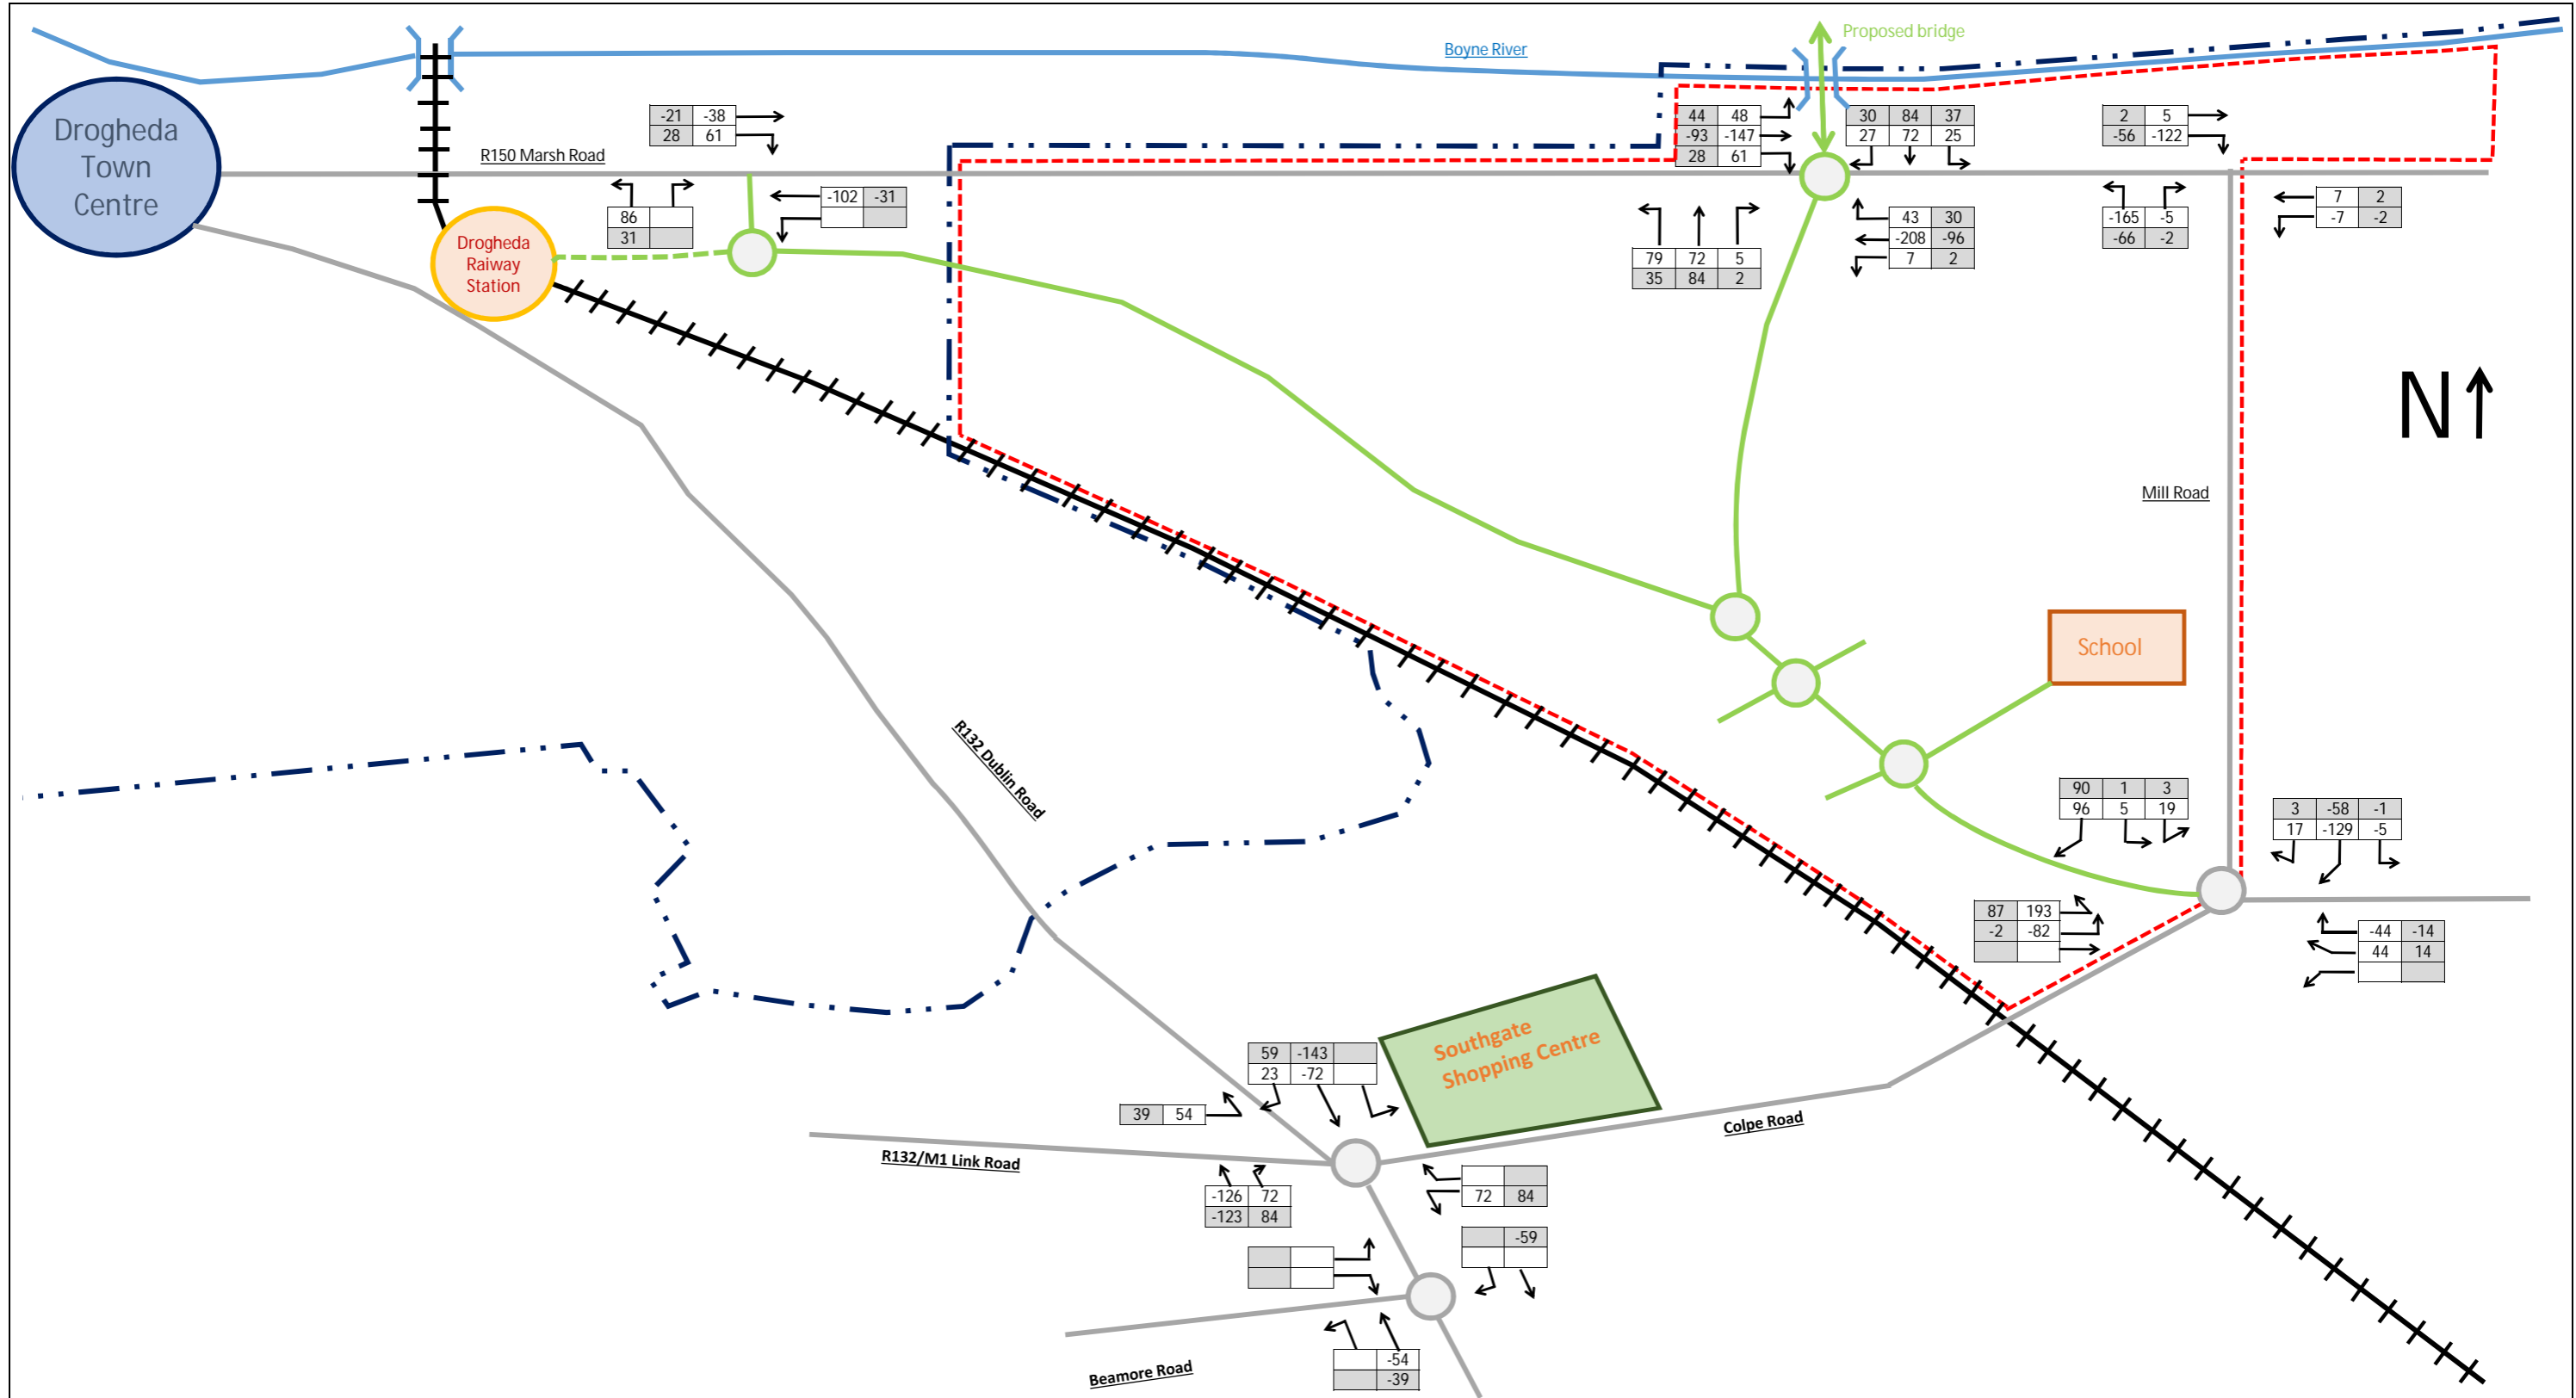 Proposed bridge
Boyne River
Drogheda
Town
Centre
-21 -38
28 61
R150 Marsh Road
44 48
-93 -147
28 61
30 84 37
27 72 25
2 5
-56 -122
86
31
-102 -31
Drogheda
Raiway
Station
79 72 5
35 84 2
43 30
-208 -96
7 2
-165 -5
-66 -2
7 2
-7 -2
N
Mill Road
School
R132 Dublin Road
90 1 3
96 5 19
3 -58 -1
17 -129 -5
87 193
-2 -82
-44 -14
44 14
Southgate
Shopping Centre
59 -143
23 -72
39 54
Colpe Road
R132/M1 Link Road
-126 72
-123 84
72 84
-59
-54
-39
Beamore Road